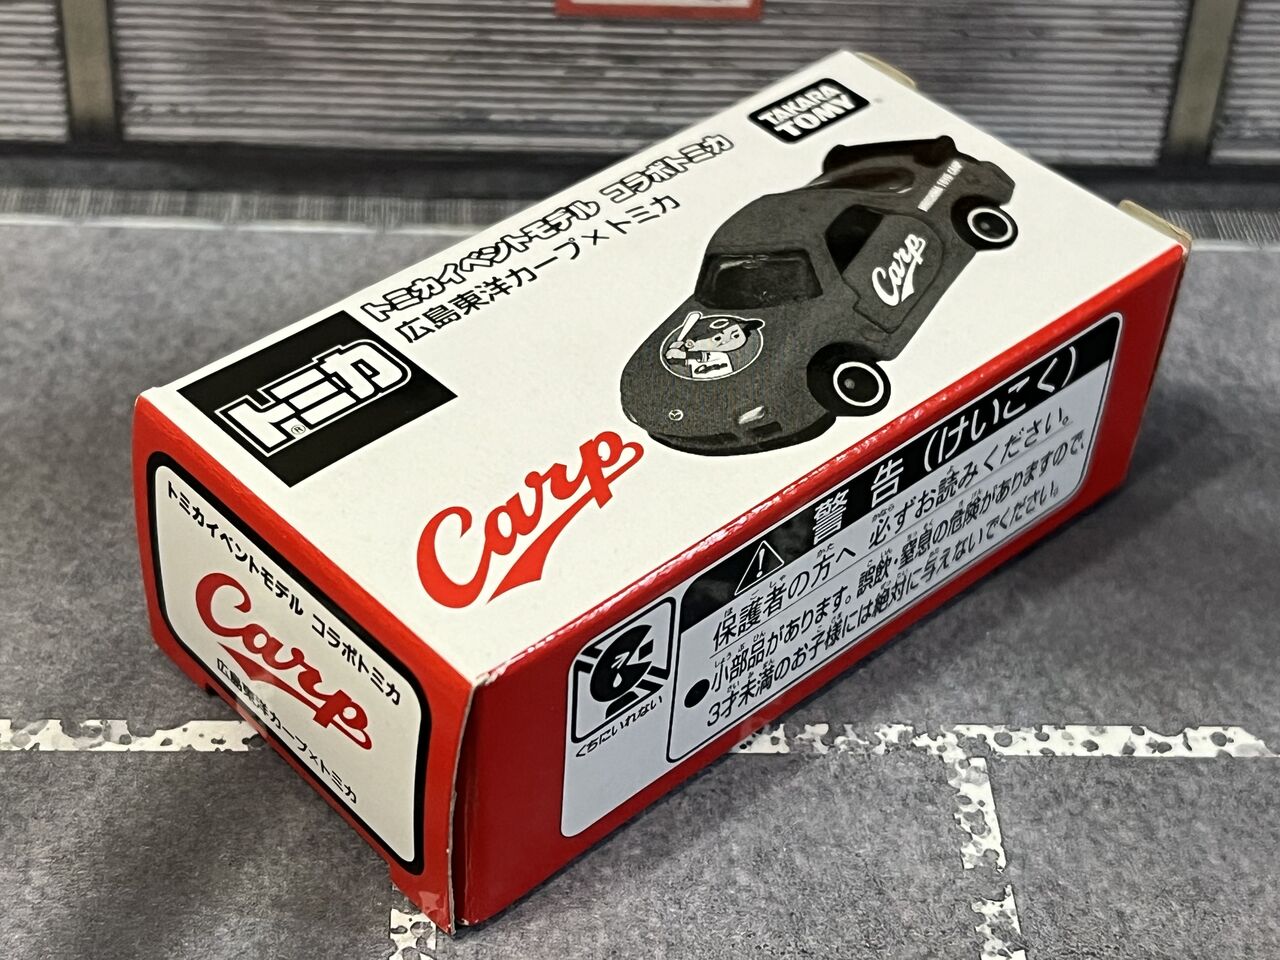 TAKARA
TOMY
トミカイベントモデル コラボトミカ
広島東洋カープ×トミカ
トミカ®
Carp
HIROSHIMA TOYO CARP
Carp
トミカイベントモデル コラボトミカ
Carp
広島東洋カープ×トミカ
警告(けいこく)
保護者の方へ 必ずお読みください。
小部品があります。誤飲・窒息の危険がありますので、
3才未満のお子様には絶対に与えないでください。
くちにいれない